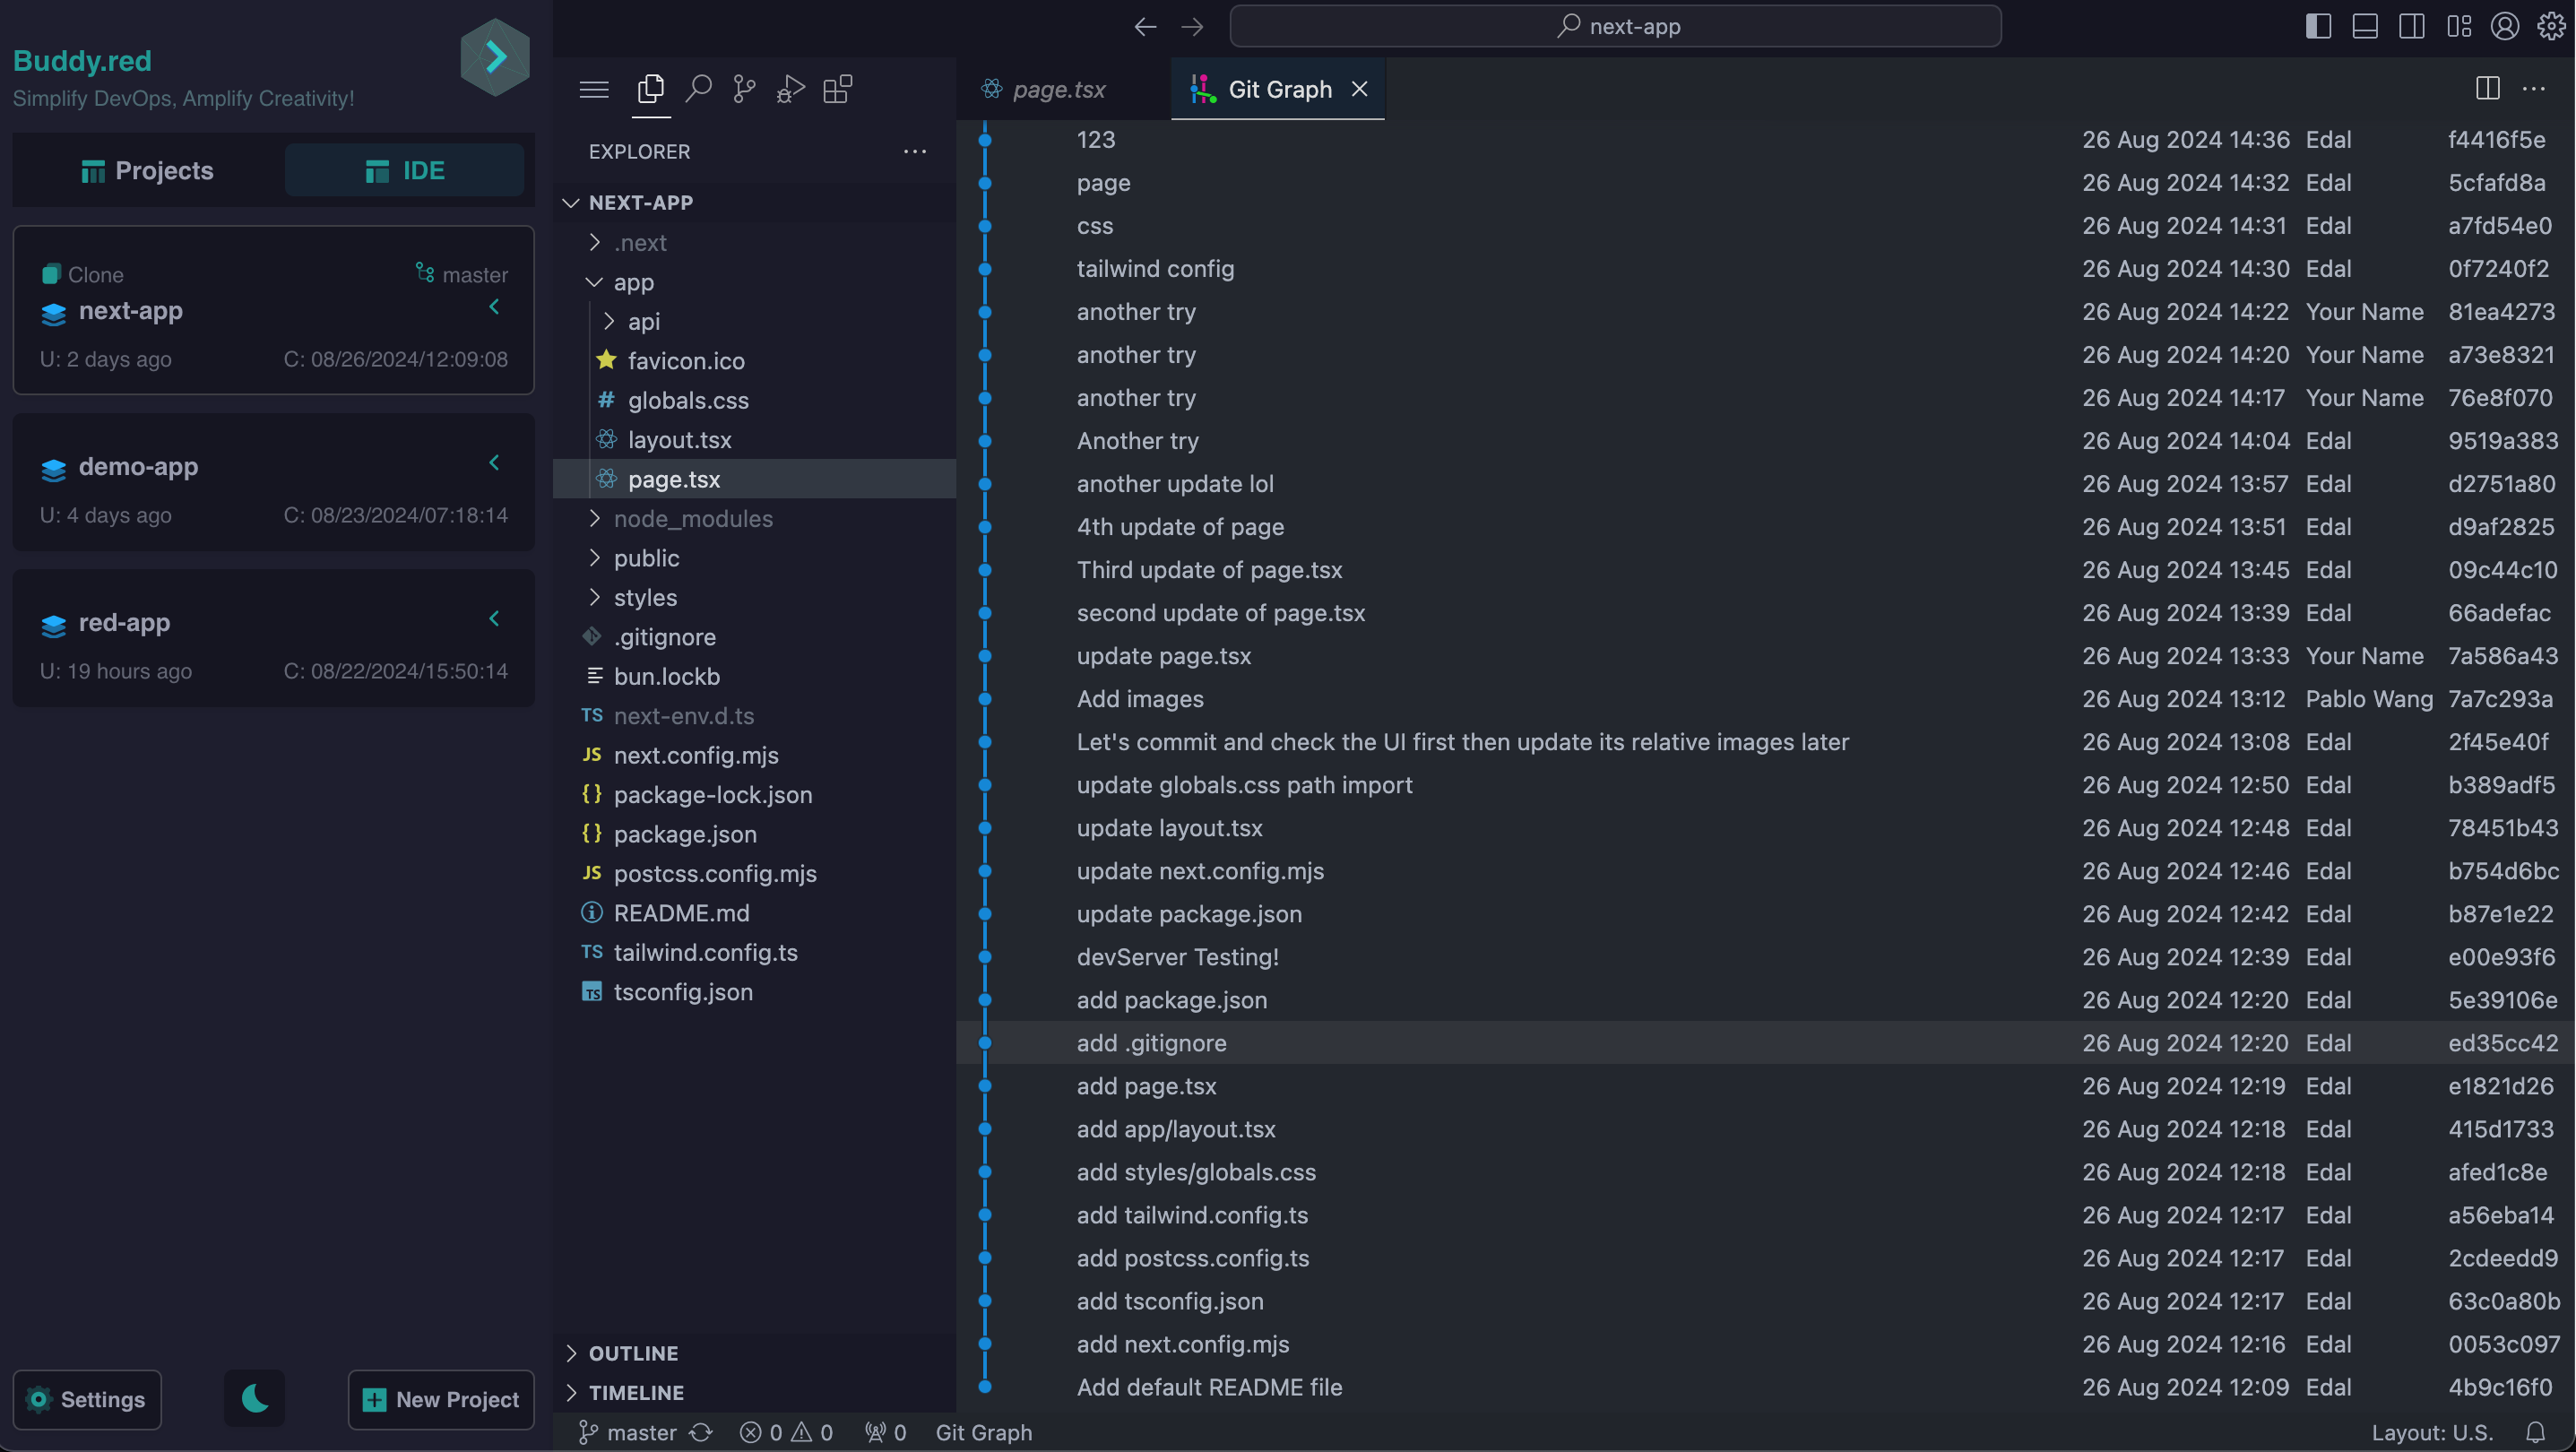 Buddy.red
Simplify DevOps, Amplify Creativity!
Projects
IDE
Clone
master
next-app
U: 2 days ago
C: 08/26/2024/12:09:08
demo-app
U: 4 days ago
C: 08/23/2024/07:18:14
red-app
U: 19 hours ago
C: 08/22/2024/15:50:14
Settings
New Project
next-app
EXPLORER
NEXT-APP
.next
app
api
favicon.ico
# globals.css
layout.tsx
page.tsx
node_modules
public
styles
.gitignore
bun.lockb
TS next-env.d.ts
JS next.config.mjs
{} package-lock.json
{} package.json
JS postcss.config.mjs
README.md
TS tailwind.config.ts
TS tsconfig.json
OUTLINE
TIMELINE
page.tsx
Git Graph
123 26 Aug 2024 14:36 Edal f4416f5e
page 26 Aug 2024 14:32 Edal 5cfafd8a
css 26 Aug 2024 14:31 Edal a7fd54e0
tailwind config 26 Aug 2024 14:30 Edal 0f7240f2
another try 26 Aug 2024 14:22 Your Name 81ea4273
another try 26 Aug 2024 14:20 Your Name a73e8321
another try 26 Aug 2024 14:17 Your Name 76e8f070
Another try 26 Aug 2024 14:04 Edal 9519a383
another update lol 26 Aug 2024 13:57 Edal d2751a80
4th update of page 26 Aug 2024 13:51 Edal d9af2825
Third update of page.tsx 26 Aug 2024 13:45 Edal 09c44c10
second update of page.tsx 26 Aug 2024 13:39 Edal 66adefac
update page.tsx 26 Aug 2024 13:33 Your Name 7a586a43
Add images 26 Aug 2024 13:12 Pablo Wang 7a7c293a
Let's commit and check the UI first then update its relative images later 26 Aug 2024 13:08 Edal 2f45e40f
update globals.css path import 26 Aug 2024 12:50 Edal b389adf5
update layout.tsx 26 Aug 2024 12:48 Edal 78451b43
update next.config.mjs 26 Aug 2024 12:46 Edal b754d6bc
update package.json 26 Aug 2024 12:42 Edal b87e1e22
devServer Testing! 26 Aug 2024 12:39 Edal e00e93f6
add package.json 26 Aug 2024 12:20 Edal 5e39106e
add .gitignore 26 Aug 2024 12:20 Edal ed35cc42
add page.tsx 26 Aug 2024 12:19 Edal e1821d26
add app/layout.tsx 26 Aug 2024 12:18 Edal 415d1733
add styles/globals.css 26 Aug 2024 12:18 Edal afed1c8e
add tailwind.config.ts 26 Aug 2024 12:17 Edal a56eba14
add postcss.config.ts 26 Aug 2024 12:17 Edal 2cdeedd9
add tsconfig.json 26 Aug 2024 12:17 Edal 63c0a80b
add next.config.mjs 26 Aug 2024 12:16 Edal 0053c097
Add default README file 26 Aug 2024 12:09 Edal 4b9c16f0
master 0 0 0 Git Graph Layout: U.S.